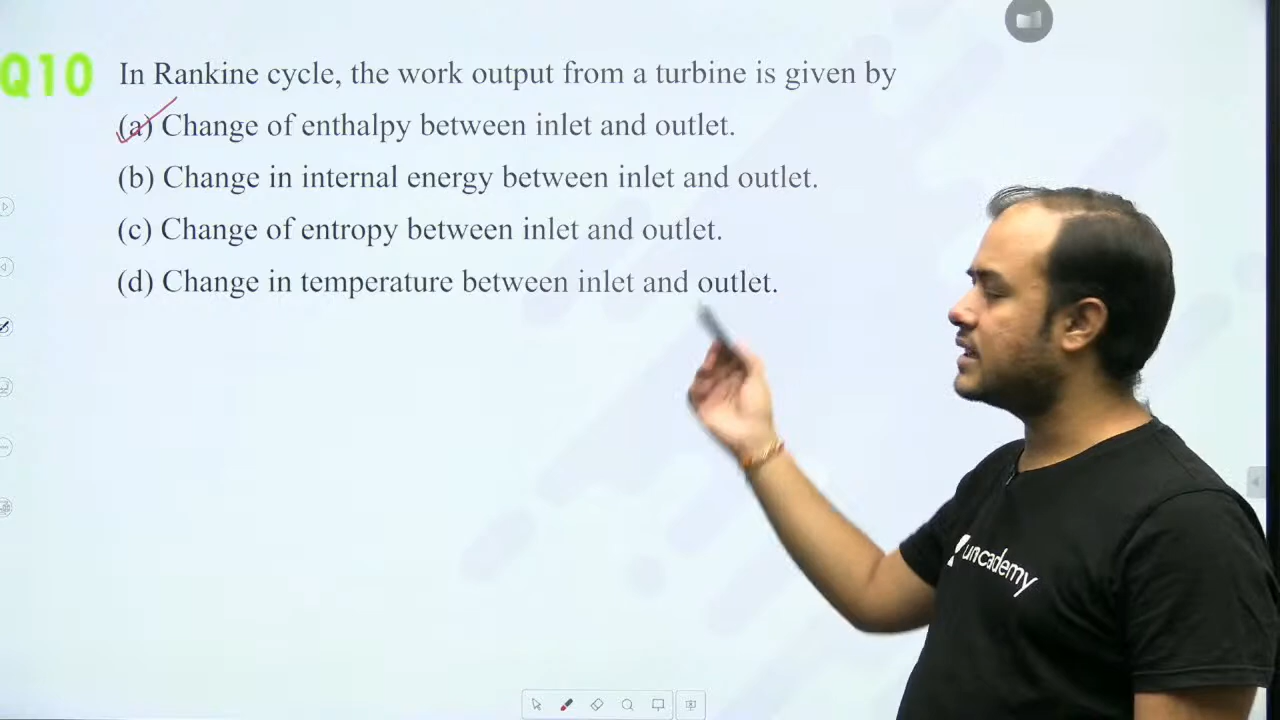 Q10 In Rankine cycle, the work output from a turbine is given by
(a) Change of enthalpy between inlet and outlet.
(b) Change in internal energy between inlet and outlet.
(c) Change of entropy between inlet and outlet.
(d) Change in temperature between inlet and outlet.
unacademy